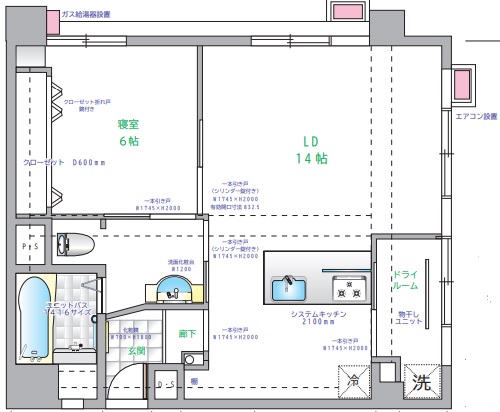 ガス給湯器設置
エアコン設置
クローゼット折れ戸
鏡付き
寝室
6帖
LD
14帖
クローゼット D600mm
一本引き戸
(シリンダー錠付き)
W1745×H2000
有効開口寸法 832.5
一本引き戸
W1745×H2000
PS
洗面化粧台
W1200
一本引き戸
(シリンダー錠付き)
W1745×H2000
ドライ
ルーム
ユニットバス
1416サイズ
システムキッチン
2100mm
物干し
ユニット
化粧鏡
W700×H1800
玄関
廊下
一本引き戸
W1745×H2000
一本引き戸
W1745×H2000
DS
棚
冷
洗